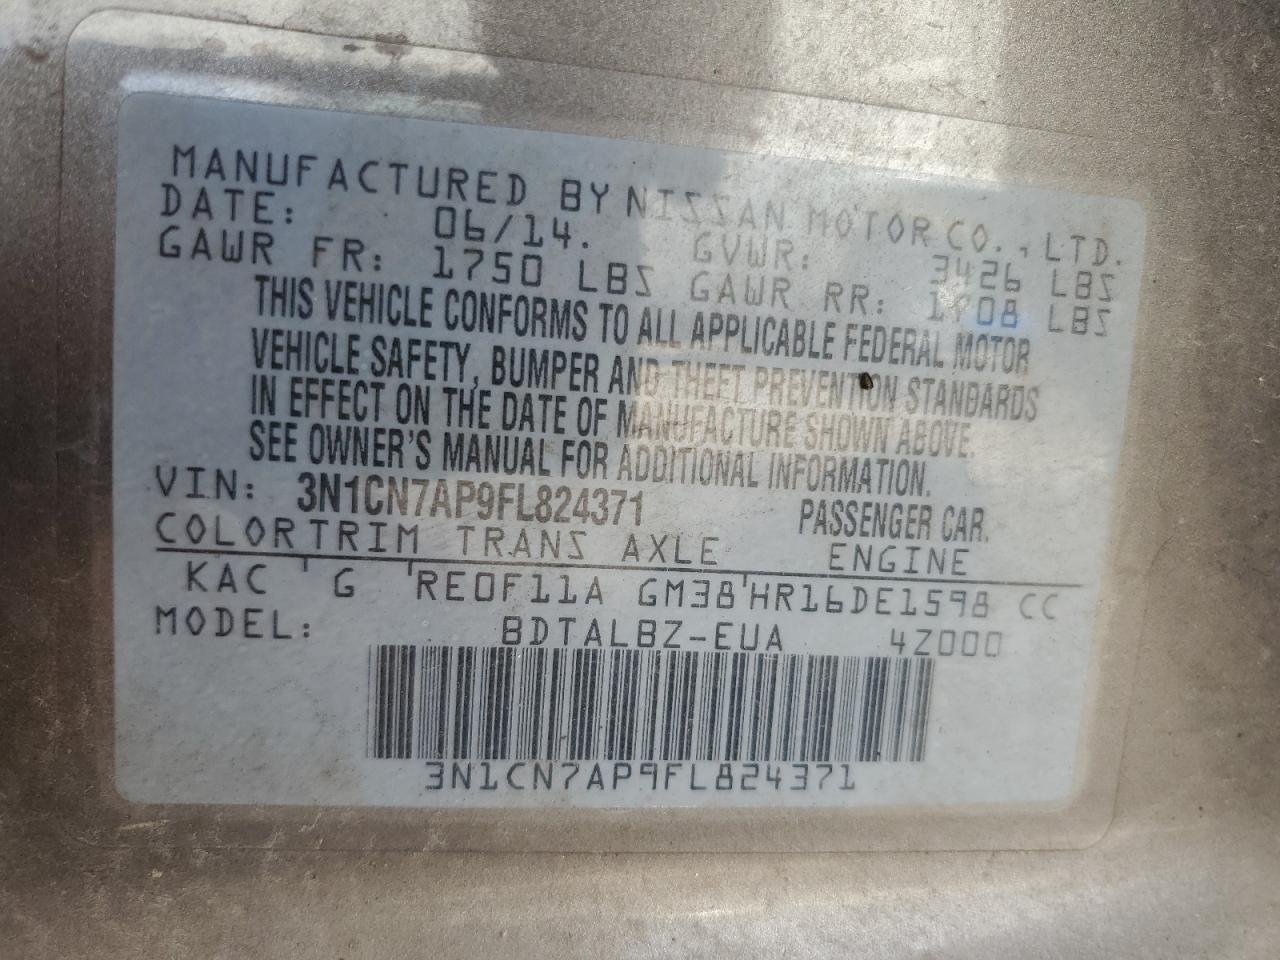 MANUFACTURED BY NISSAN MOTOR CO., LTD.
DATE: 06/14. GVWR: 3426 LBS
GAWR FR: 1750 LBS GAWR RR: LBS
THIS VEHICLE CONFORMS TO ALL APPLICABLE FEDERAL MOTOR
VEHICLE SAFETY, BUMPER AND THEFT PREVENTION STANDARDS
IN EFFECT ON THE DATE OF MANUFACTURE SHOWN ABOVE.
SEE OWNER'S MANUAL FOR ADDITIONAL INFORMATION.
VIN: 3N1CN7AP9FL824371 PASSENGER CAR.
COLOR TRIM TRANS AXLE ENGINE
KAC G RE0F11A GM38 HR16DE1598 CC
MODEL: BDTALBZ-EUA 4Z000
3N1CN7AP9FL824371